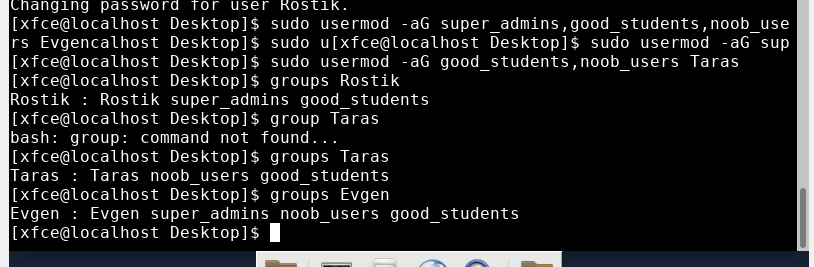 Changing password for user Rostik.
[xfce@localhost Desktop]$ sudo usermod -aG super_admins,good_students,noob_use
rs Evgencalhost Desktop]$ sudo u[xfce@localhost Desktop]$ sudo usermod -aG sup
[xfce@localhost Desktop]$ sudo usermod -aG good_students,noob_users Taras
[xfce@localhost Desktop]$ groups Rostik
Rostik : Rostik super_admins good_students
[xfce@localhost Desktop]$ group Taras
bash: group: command not found...
[xfce@localhost Desktop]$ groups Taras
Taras : Taras noob_users good_students
[xfce@localhost Desktop]$ groups Evgen
Evgen : Evgen super_admins noob_users good_students
[xfce@localhost Desktop]$